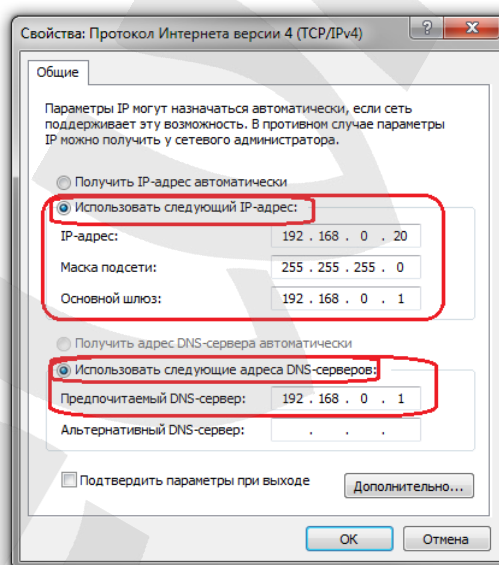 Свойства: Протокол Интернета версии 4 (TCP/IPv4)
Общие
Параметры IP могут назначаться автоматически, если сеть
поддерживает эту возможность. В противном случае параметры
IP можно получить у сетевого администратора.
Получить IP-адрес автоматически
Использовать следующий IP-адрес:
IP-адрес: 192 . 168 . 0 . 20
Маска подсети: 255 . 255 . 255 . 0
Основной шлюз: 192 . 168 . 0 . 1
Получить адрес DNS-сервера автоматически
Использовать следующие адреса DNS-серверов:
Предпочитаемый DNS-сервер: 192 . 168 . 0 . 1
Альтернативный DNS-сервер: . . .
Подтвердить параметры при выходе
Дополнительно...
OK Отмена